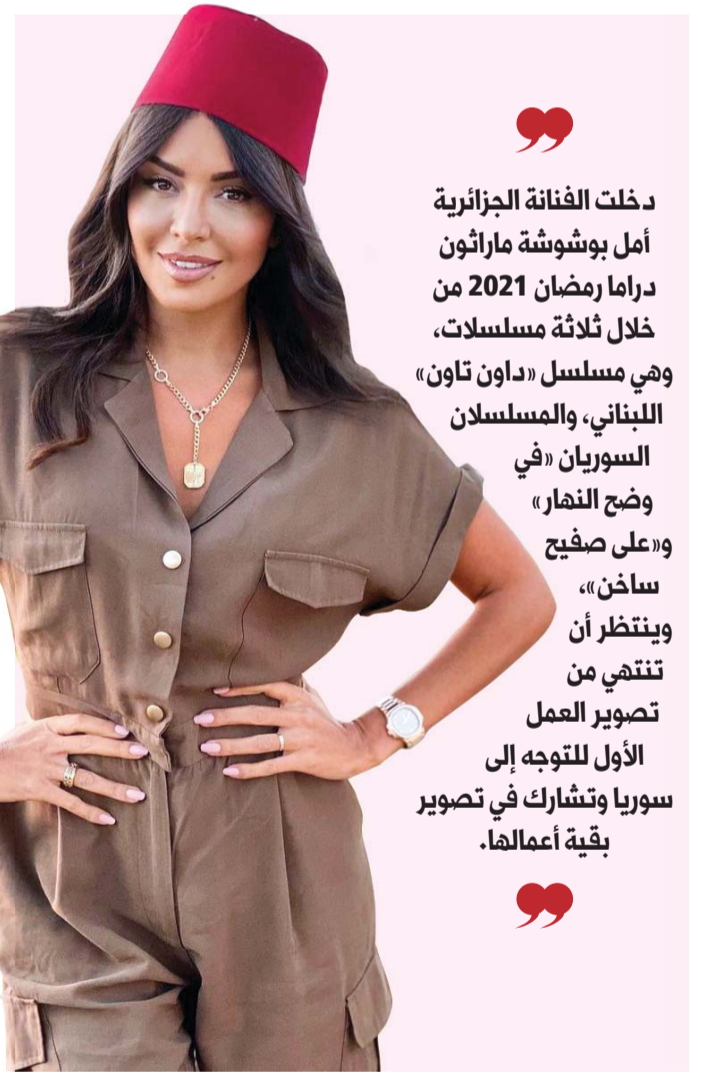 دخلت الفنانة الجزائرية
أمل بوشوشة ماراثون
دراما رمضان 2021 من
خلال ثلاثة مسلسلات،
وهي مسلسل «داون تاون»
اللبناني، والمسلسلان
السوريان «في
وضح النهار»
و«على صفيح
ساخن»،
وينتظر أن
تنتهي من
تصوير العمل
الأول للتوجه إلى
سوريا وتشارك في تصوير
بقية أعمالها.